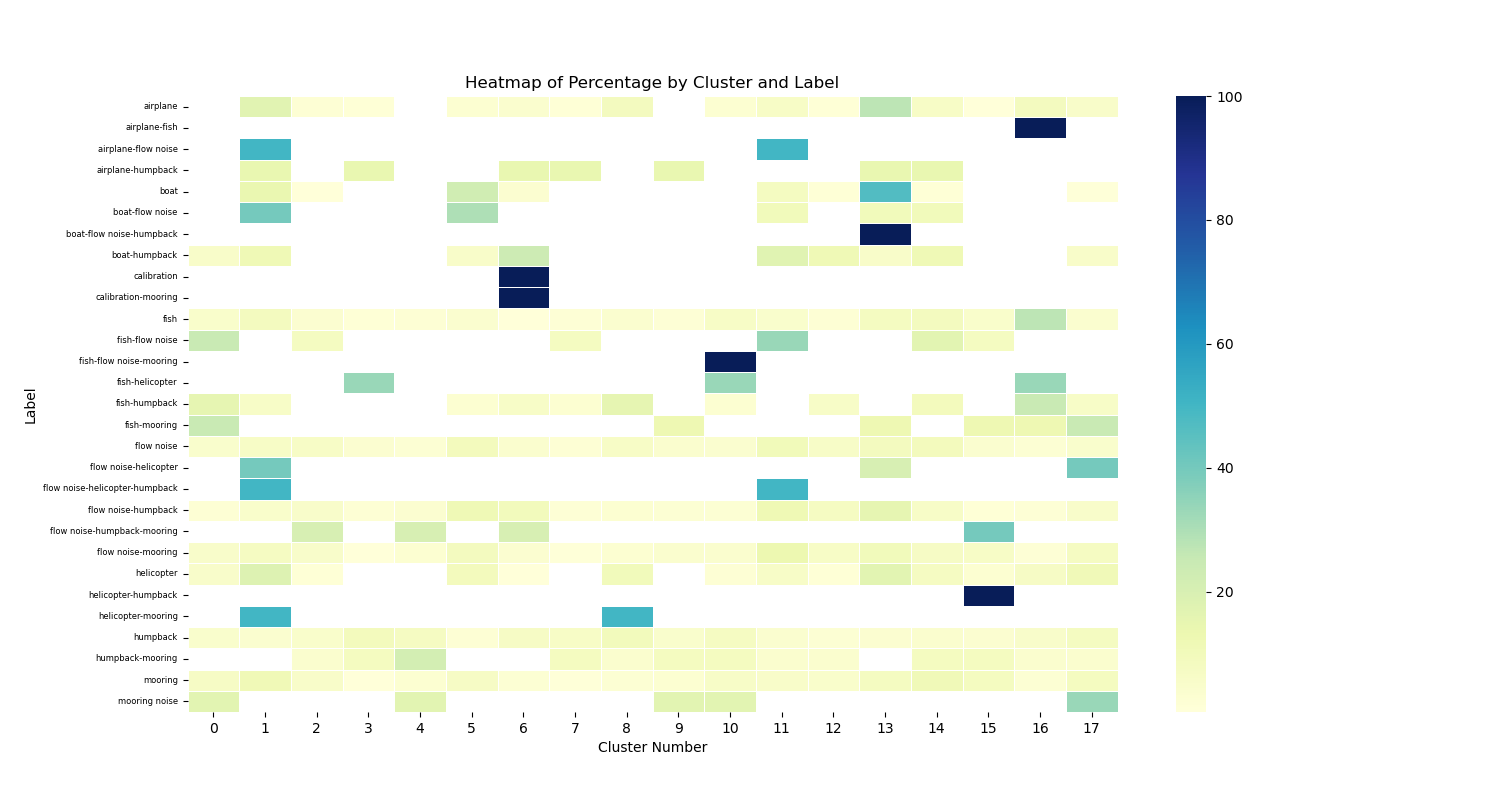 Heatmap of Percentage by Cluster and Label
airplane
airplane-fish
airplane-flow noise
airplane-humpback
boat
boat-flow noise
boat-flow noise-humpback
boat-humpback
calibration
calibration-mooring
fish
fish-flow noise
fish-flow noise-mooring
fish-helicopter
fish-humpback
fish-mooring
flow noise
flow noise-helicopter
flow noise-helicopter-humpback
flow noise-humpback
flow noise-humpback-mooring
flow noise-mooring
helicopter
helicopter-humpback
helicopter-mooring
humpback
humpback-mooring
mooring
mooring noise
Label
0 1 2 3 4 5 6 7 8 9 10 11 12 13 14 15 16 17
Cluster Number
100
80
60
40
20